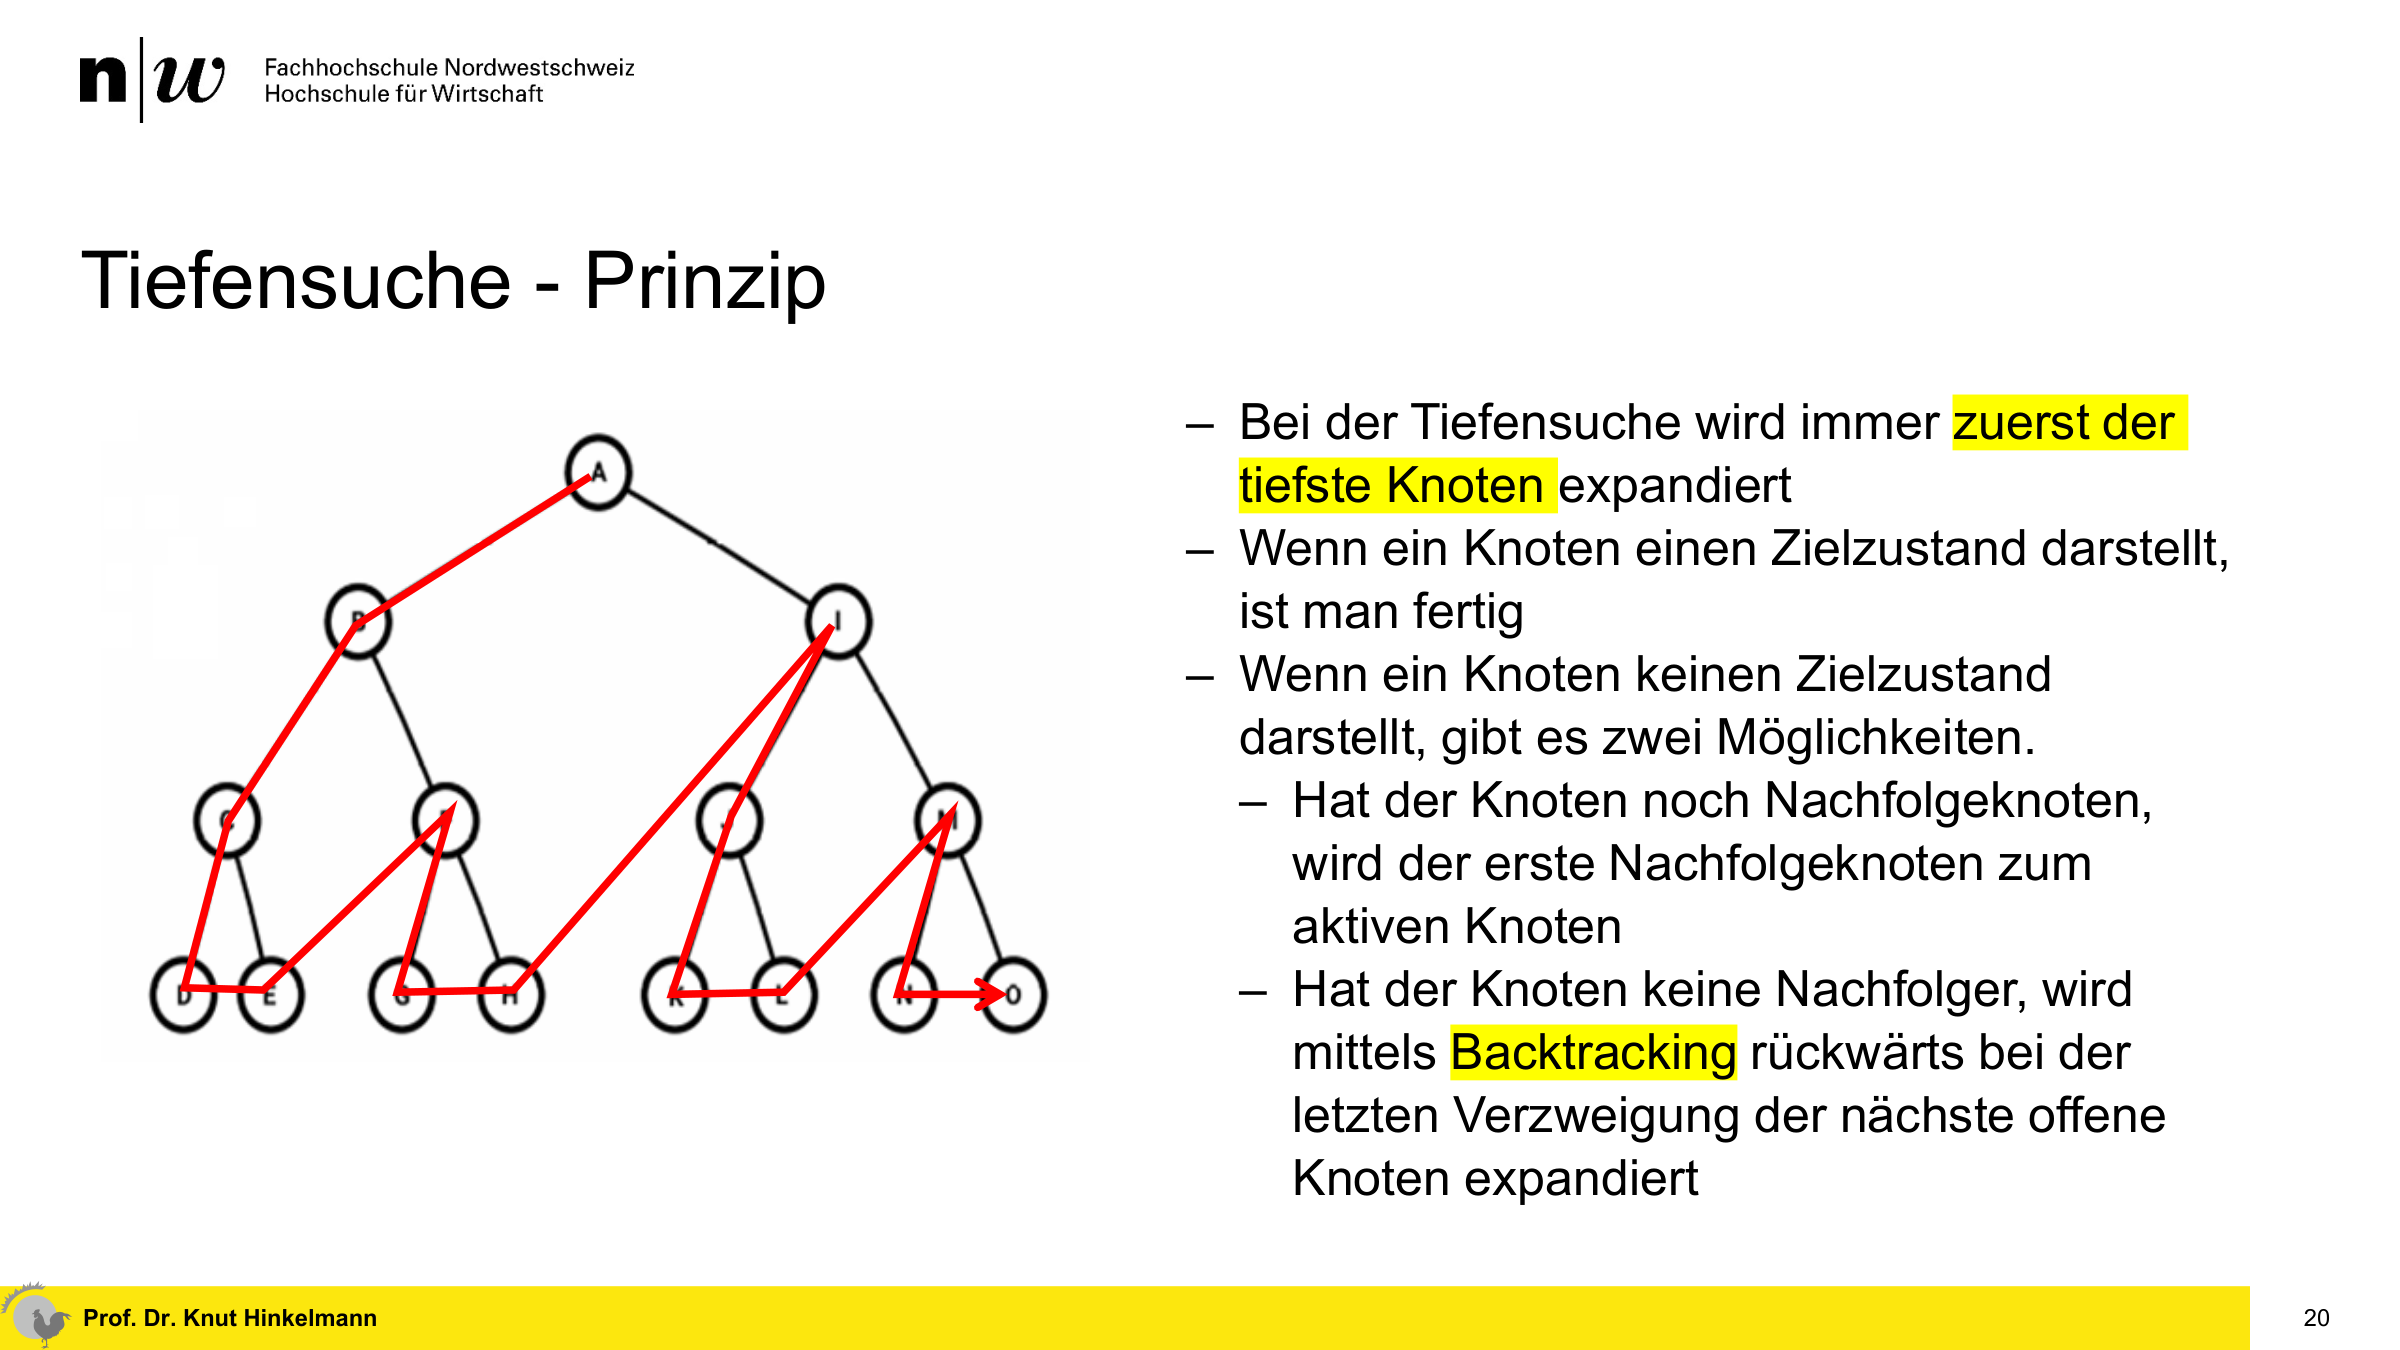 n|w Fachhochschule Nordwestschweiz
Hochschule für Wirtschaft
Tiefensuche - Prinzip
A
B
I
C
M
D
E
G
H
K
L
N
O
– Bei der Tiefensuche wird immer zuerst der
tiefste Knoten expandiert
– Wenn ein Knoten einen Zielzustand darstellt,
ist man fertig
– Wenn ein Knoten keinen Zielzustand
darstellt, gibt es zwei Möglichkeiten.
– Hat der Knoten noch Nachfolgeknoten,
wird der erste Nachfolgeknoten zum
aktiven Knoten
– Hat der Knoten keine Nachfolger, wird
mittels Backtracking rückwärts bei der
letzten Verzweigung der nächste offene
Knoten expandiert
Prof. Dr. Knut Hinkelmann
20